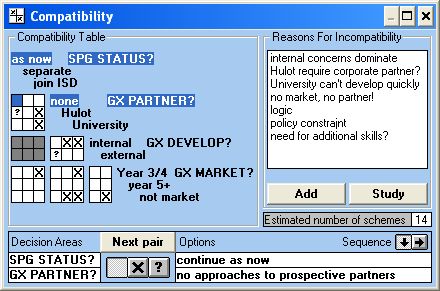 Compatibility
Compatibility Table
as now SPG STATUS?
separate
join ISD
none GX PARTNER?
? X Hulot
X University
X X internal GX DEVELOP?
? external
X X X Year 3/4 GX MARKET?
year 5+
X X not market
Reasons For Incompatibility
internal concerns dominate
Hulot require corporate partner?
University can't develop quickly
no market, no partner!
logic
policy constrajnt
need for additional skills?
Add Study
Estimated number of schemes 14
Decision Areas Next pair Options Sequence
SPG STATUS? continue as now
X ?
GX PARTNER? no approaches to prospective partners